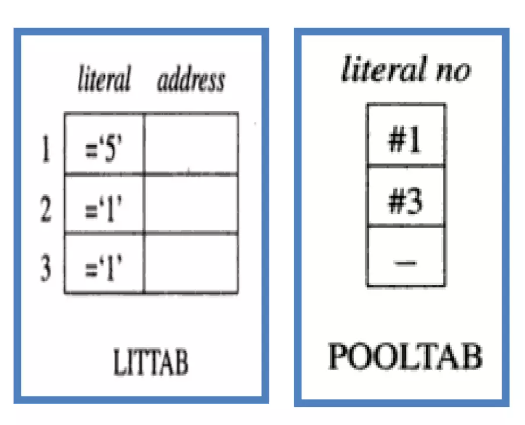 literal address
1 =‘5’
2 =‘1’
3 =‘1’
LITTAB
literal no
#1
#3
–
POOLTAB